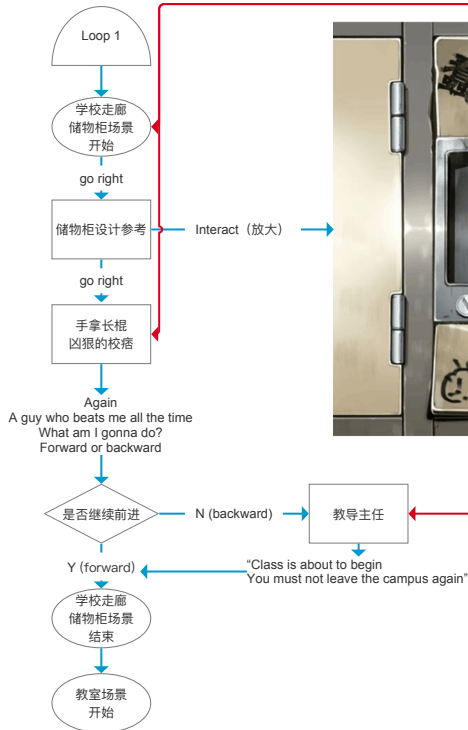 Loop 1
学校走廊
储物柜场景
开始
go right
储物柜设计参考
Interact（放大）
go right
手拿长棍
凶狠的校痞
Again
A guy who beats me all the time
What am I gonna do?
Forward or backward
是否继续前进
N (backward)
教导主任
Y (forward)
“Class is about to begin
You must not leave the campus again”
学校走廊
储物柜场景
结束
教室场景
开始